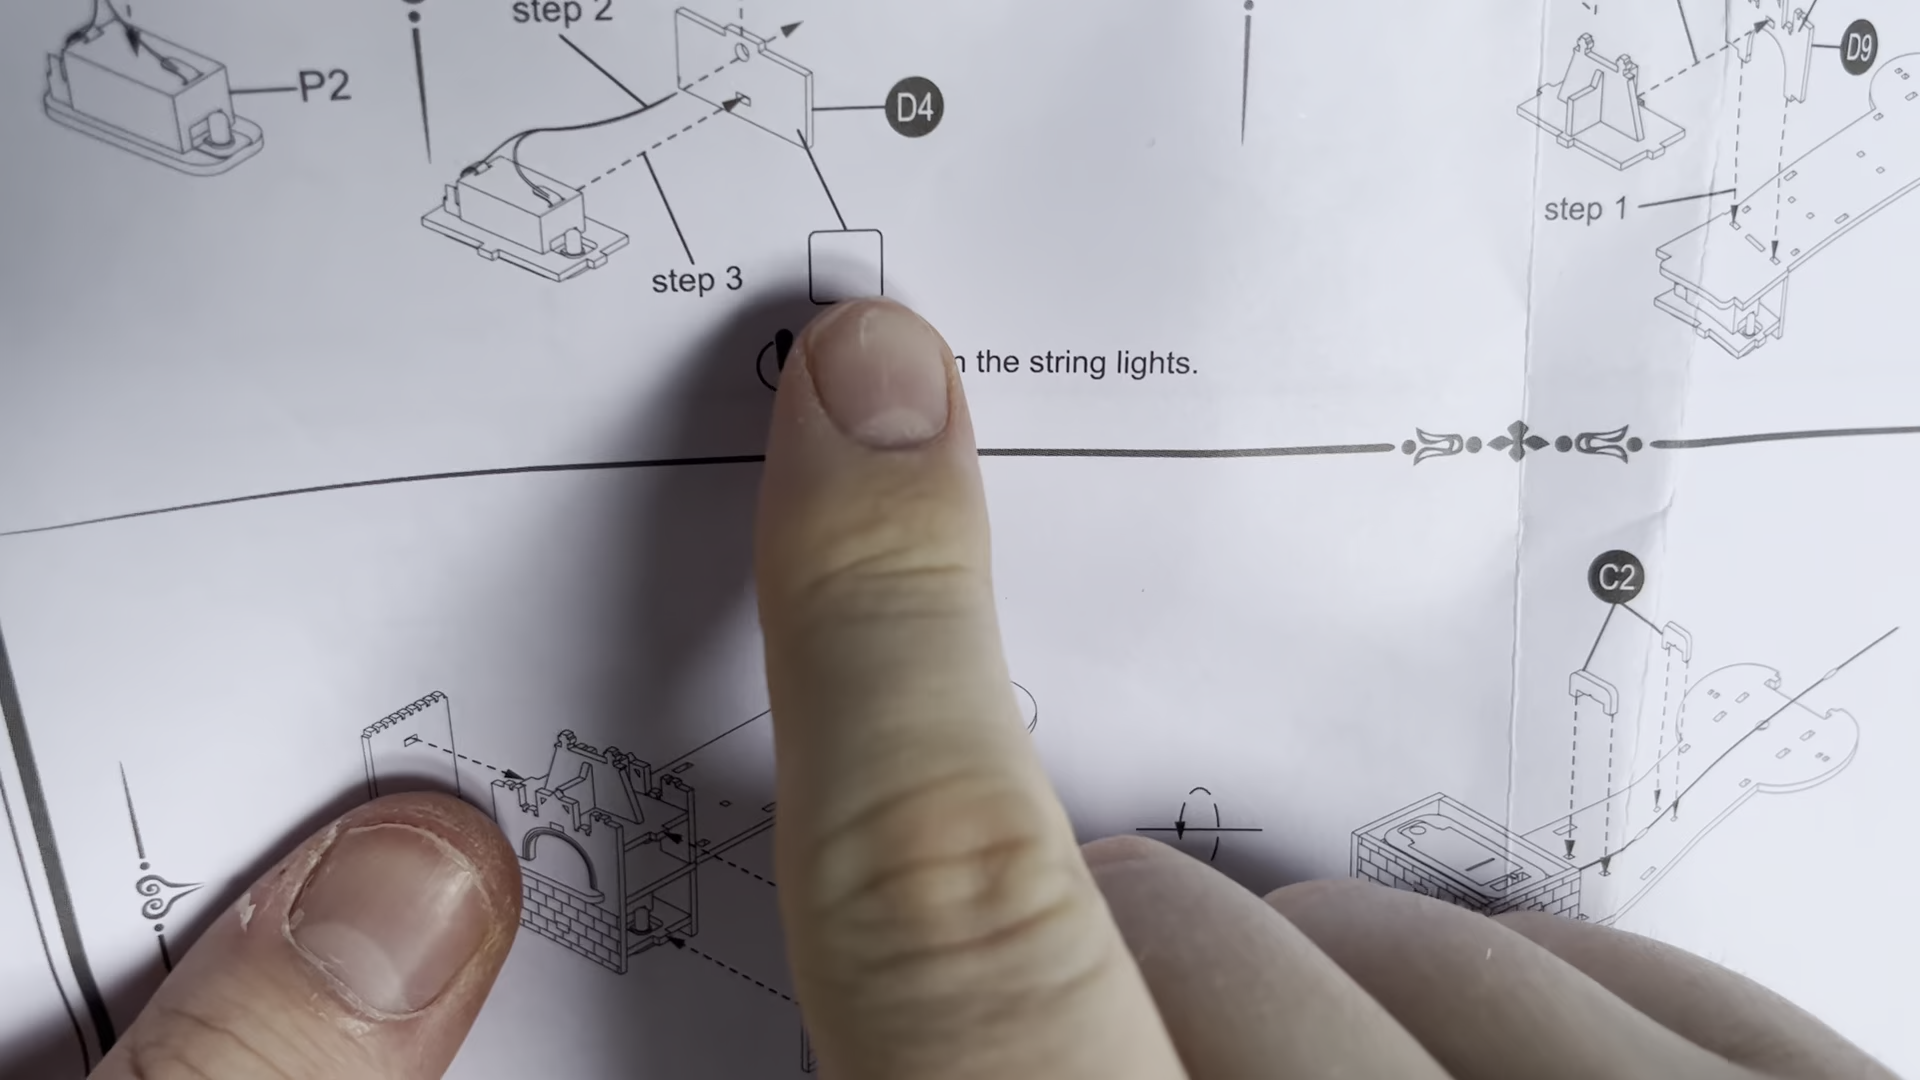 step 2
P2
D4
D9
step 1
step 3
the string lights.
C2